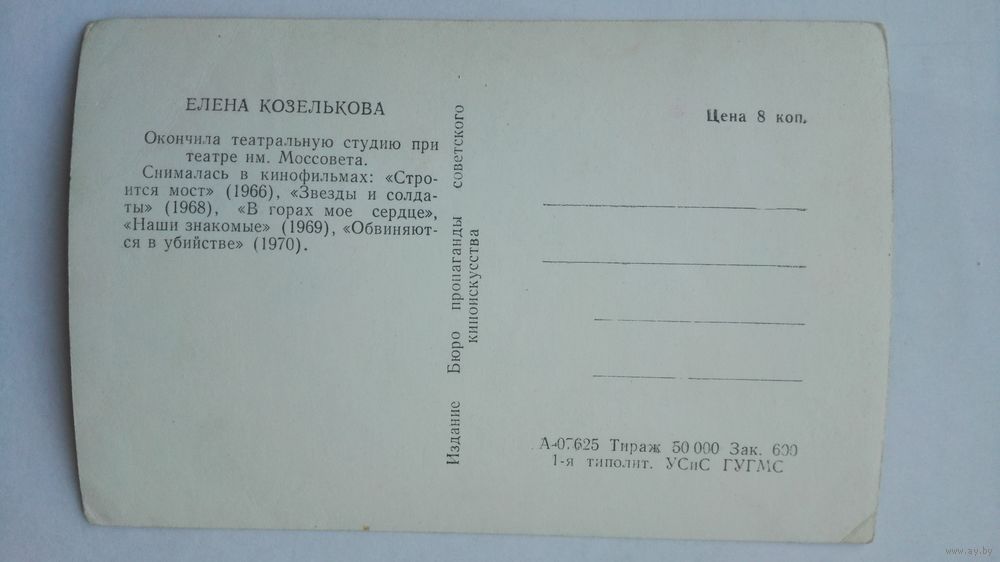 ЕЛЕНА КОЗЕЛЬКОВА
Окончила театральную студию при
театре им. Моссовета.
Снималась в кинофильмах: «Стро-
ится мост» (1966), «Звезды и солда-
ты» (1968), «В горах мое сердце»,
«Наши знакомые» (1969), «Обвиняют-
ся в убийстве» (1970).
Издание Бюро пропаганды советского
киноискусства
Цена 8 коп.
А-07625 Тираж 50 000 Зак. 600
1-я типолит. УСиС ГУГМС
www.ay.by